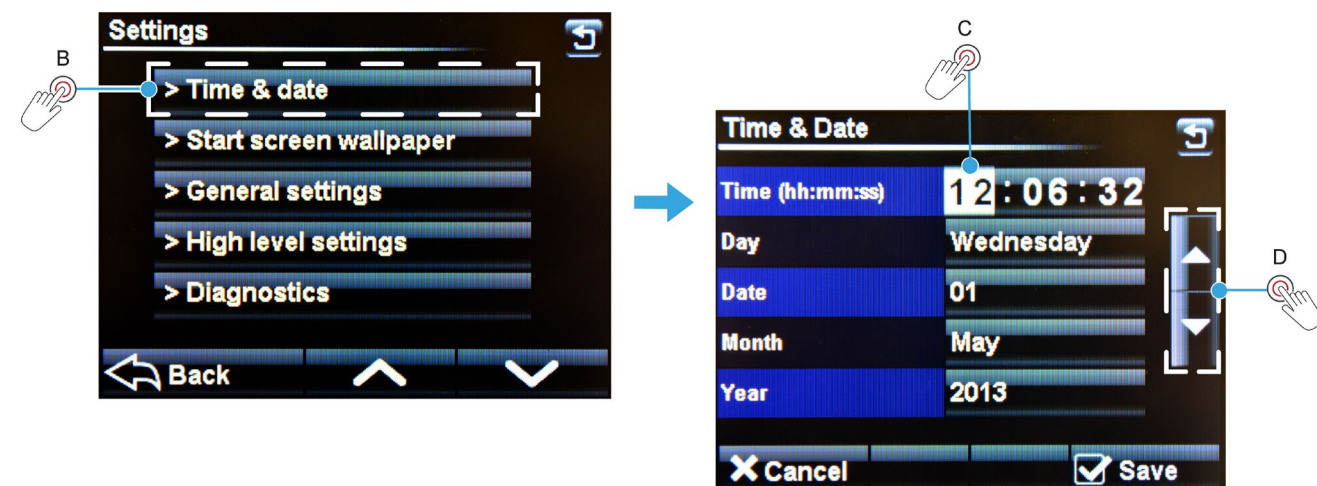 B
Settings
> Time & date
> Start screen wallpaper
> General settings
> High level settings
> Diagnostics
Back
C
Time & Date
Time (hh:mm:ss) 12:06:32
Day Wednesday
Date 01
Month May
Year 2013
Cancel Save
D